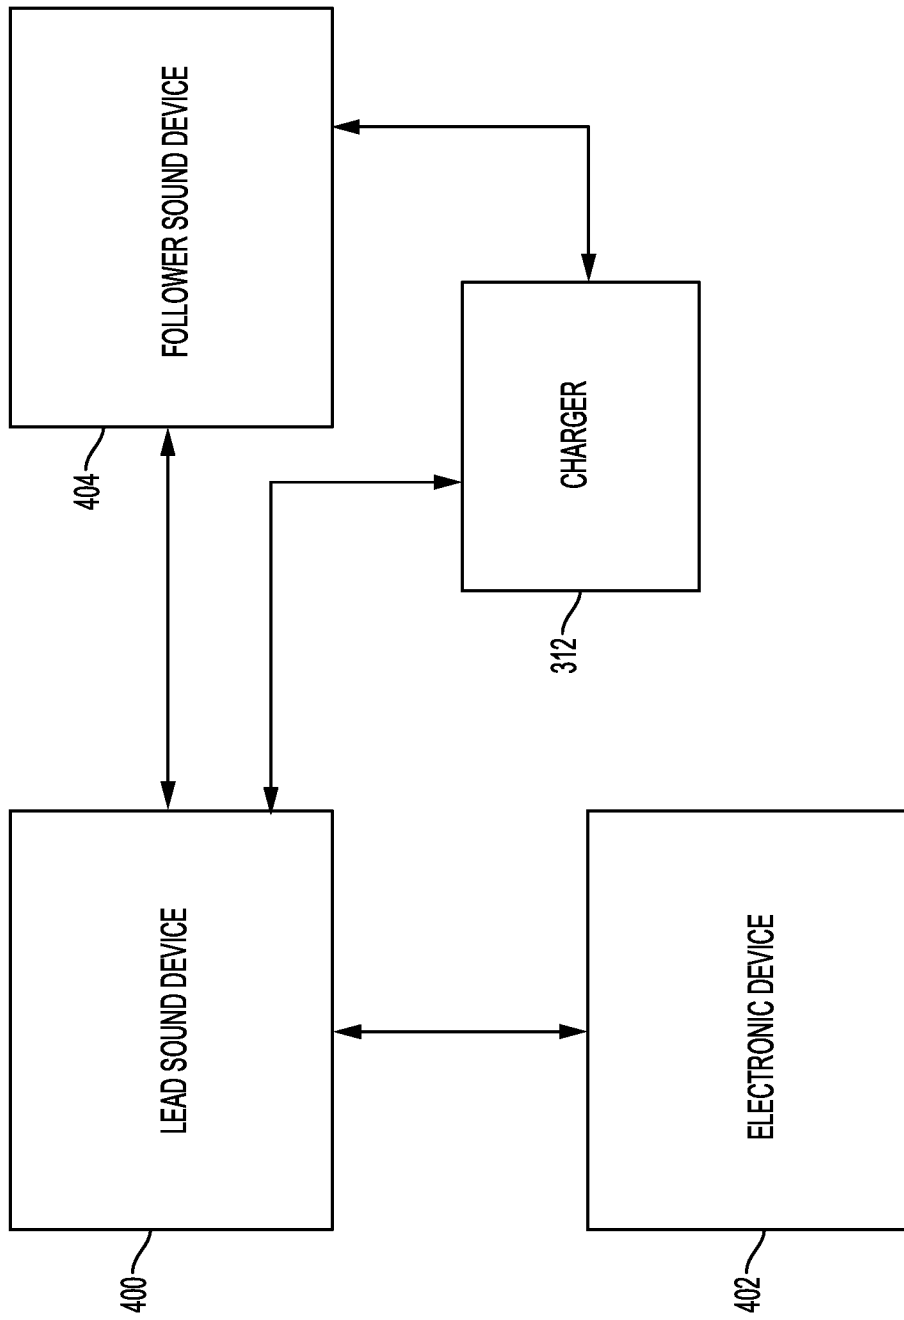 400
LEAD SOUND DEVICE
404
FOLLOWER SOUND DEVICE
312
CHARGER
402
ELECTRONIC DEVICE